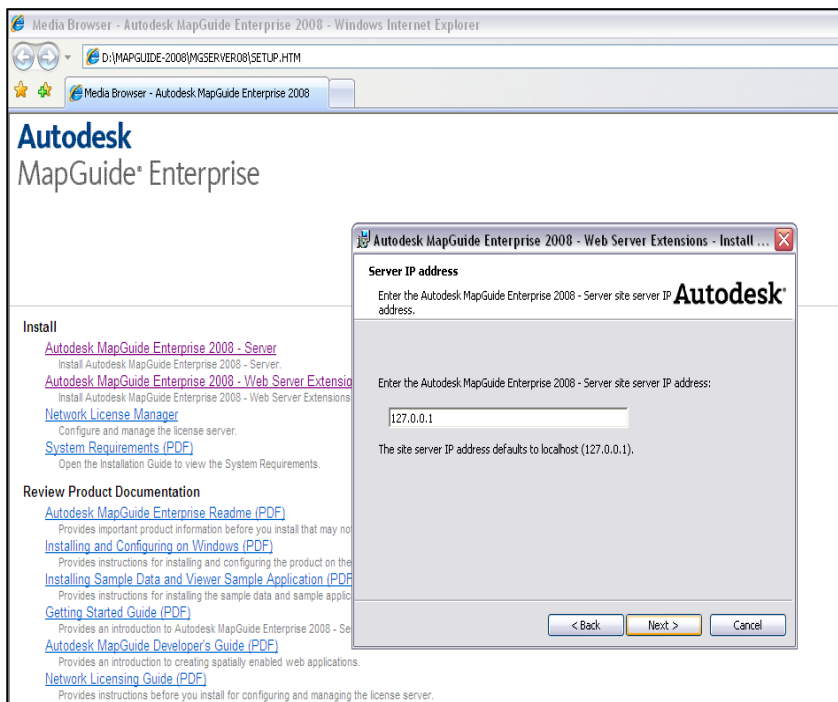 Media Browser - Autodesk MapGuide Enterprise 2008 - Windows Internet Explorer
D:\MAPGUIDE-2008\MGSERVER08\SETUP.HTM
Media Browser - Autodesk MapGuide Enterprise 2008
Autodesk
MapGuide® Enterprise
Install
Autodesk MapGuide Enterprise 2008 - Server
Install Autodesk MapGuide Enterprise 2008 - Server.
Autodesk MapGuide Enterprise 2008 - Web Server Extensio
Install Autodesk MapGuide Enterprise 2008 - Web Server Extensions
Network License Manager
Configure and manage the license server.
System Requirements (PDF)
Open the Installation Guide to view the System Requirements.
Review Product Documentation
Autodesk MapGuide Enterprise Readme (PDF)
Provides important product information before you install that may no
Installing and Configuring on Windows (PDF)
Provides instructions for installing and configuring the product on the
Installing Sample Data and Viewer Sample Application (PDF
Provides instructions for installing the sample data and sample applic
Getting Started Guide (PDF)
Provides an introduction to Autodesk MapGuide Enterprise 2008 - Se
Autodesk MapGuide Developer's Guide (PDF)
Provides an introduction to creating spatially enabled web applications.
Network Licensing Guide (PDF)
Provides instructions before you install for configuring and managing the license server.
Autodesk MapGuide Enterprise 2008 - Web Server Extensions - Install ...
Server IP address
Enter the Autodesk MapGuide Enterprise 2008 - Server site server IP
address.
Autodesk®
Enter the Autodesk MapGuide Enterprise 2008 - Server site server IP address:
127.0.0.1
The site server IP address defaults to localhost (127.0.0.1).
< Back Next > Cancel